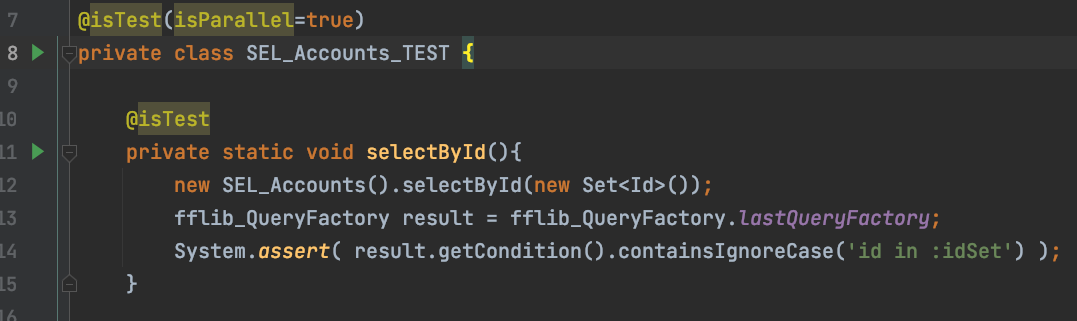 7 @isTest(isParallel=true)
8 private class SEL_Accounts_TEST {
9
10 @isTest
11 private static void selectById(){
12 new SEL_Accounts().selectById(new Set<Id>());
13 fflib_QueryFactory result = fflib_QueryFactory.lastQueryFactory;
14 System.assert( result.getCondition().containsIgnoreCase('id in :idSet') );
15 }
16